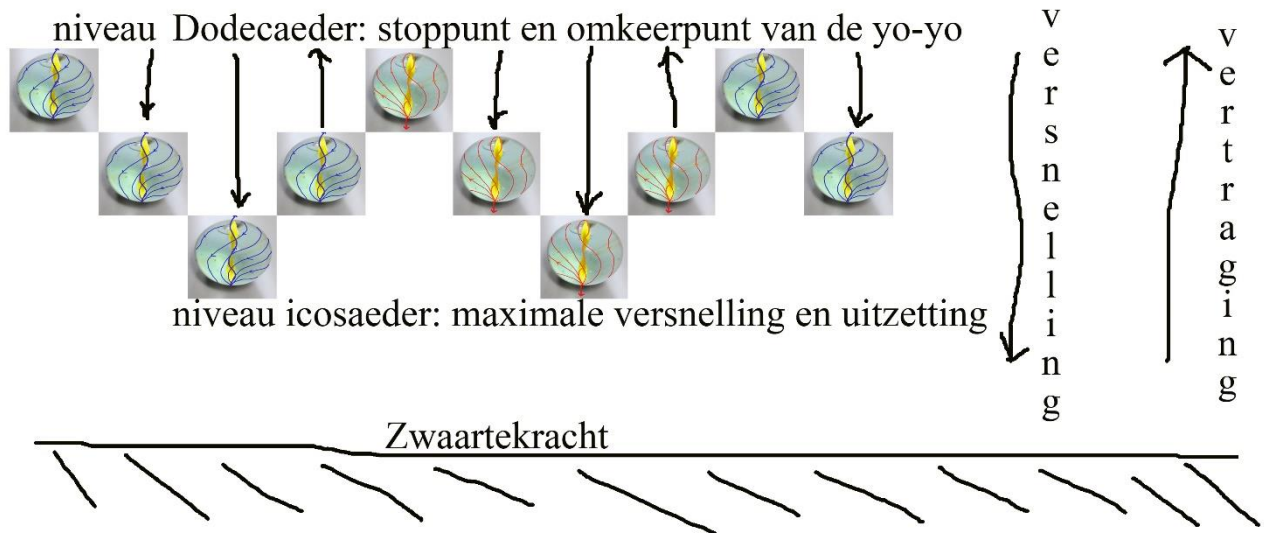 niveau Dodecaeder: stoppunt en omkeerpunt van de yo-yo
niveau icosaeder: maximale versnelling en uitzetting
versnelling
vertraging
Zwaartekracht